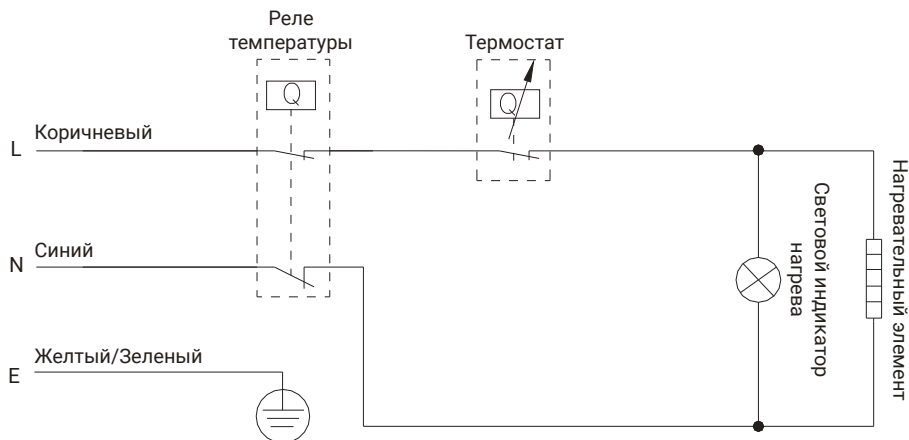 Реле
температуры
Термостат
Q
Q
L
Коричневый
N
Синий
E
Желтый/Зеленый
Световой индикатор
нагрева
Нагревательный элемент